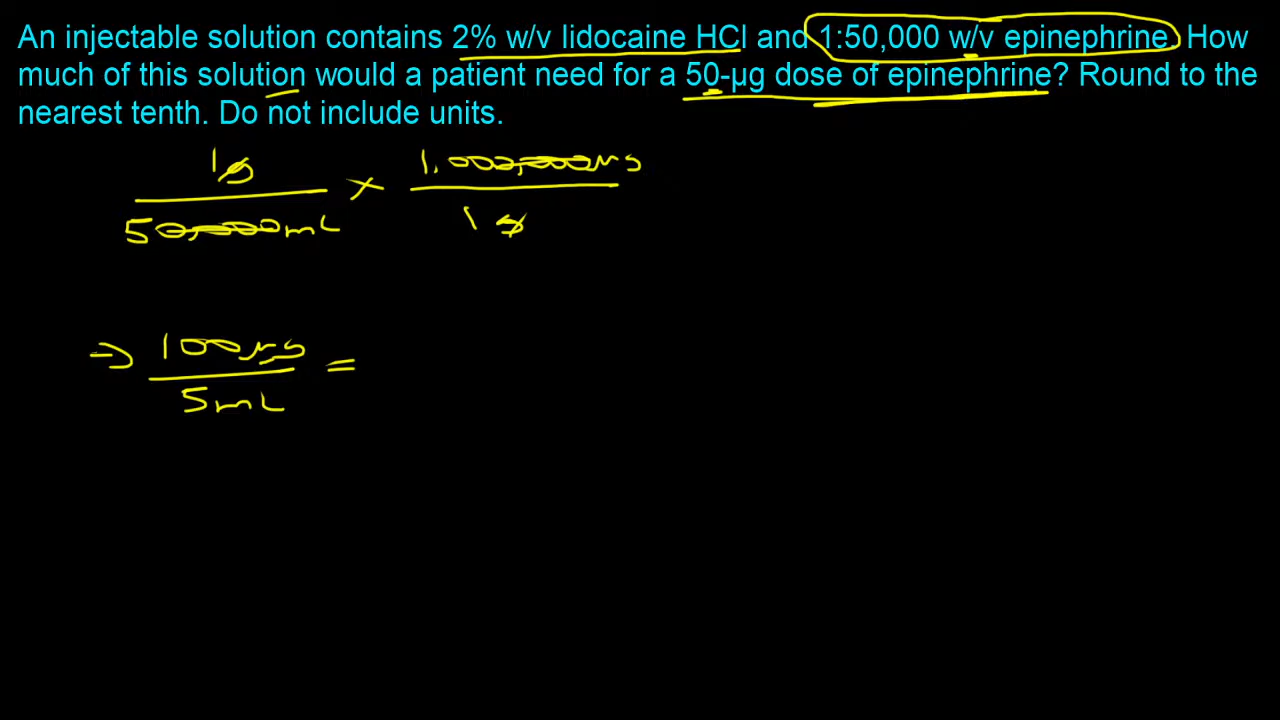 An injectable solution contains 2% w/v lidocaine HCl and 1:50,000 w/v epinephrine. How
much of this solution would a patient need for a 50-µg dose of epinephrine? Round to the
nearest tenth. Do not include units.
1g × 1,000,000μg
50,000mL 1g
→ 100μg =
5mL